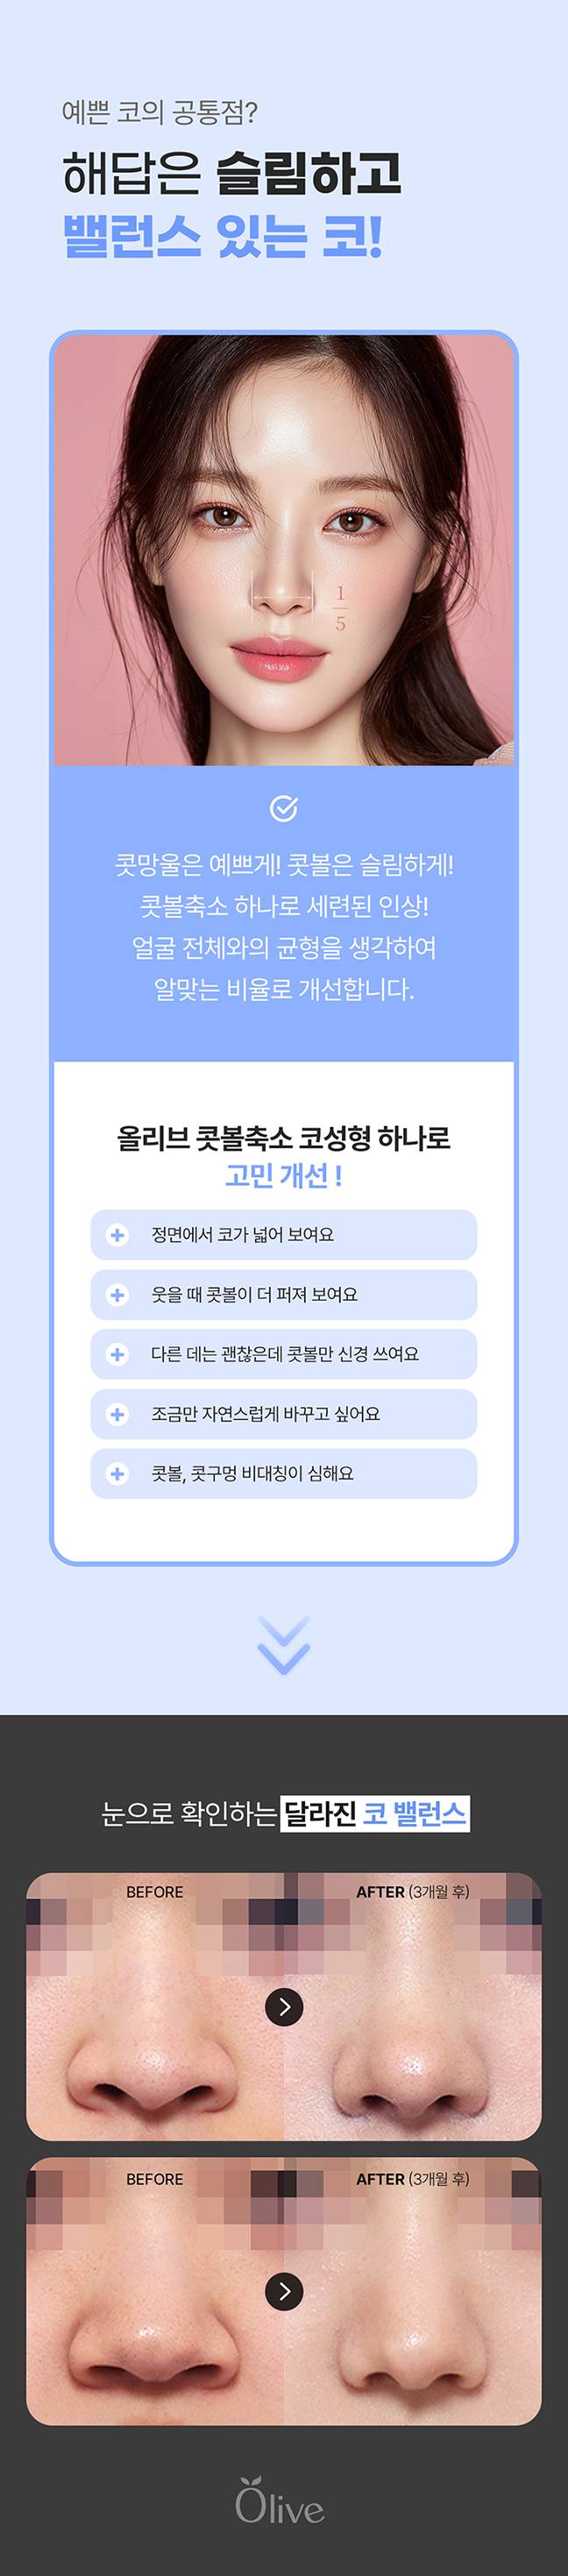 예쁜 코의 공통점?
해답은 슬림하고
밸런스 있는 코!
1
5
콧망울은 예쁘게! 콧볼은 슬림하게!
콧볼축소 하나로 세련된 인상!
얼굴 전체와의 균형을 생각하여
알맞는 비율로 개선합니다.
올리브 콧볼축소 코성형 하나로
고민 개선 !
정면에서 코가 넓어 보여요
웃을 때 콧볼이 더 퍼져 보여요
다른 데는 괜찮은데 콧볼만 신경 쓰여요
조금만 자연스럽게 바꾸고 싶어요
콧볼, 콧구멍 비대칭이 심해요
눈으로 확인하는 달라진 코 밸런스
BEFORE
AFTER (3개월 후)
BEFORE
AFTER (3개월 후)
Olive